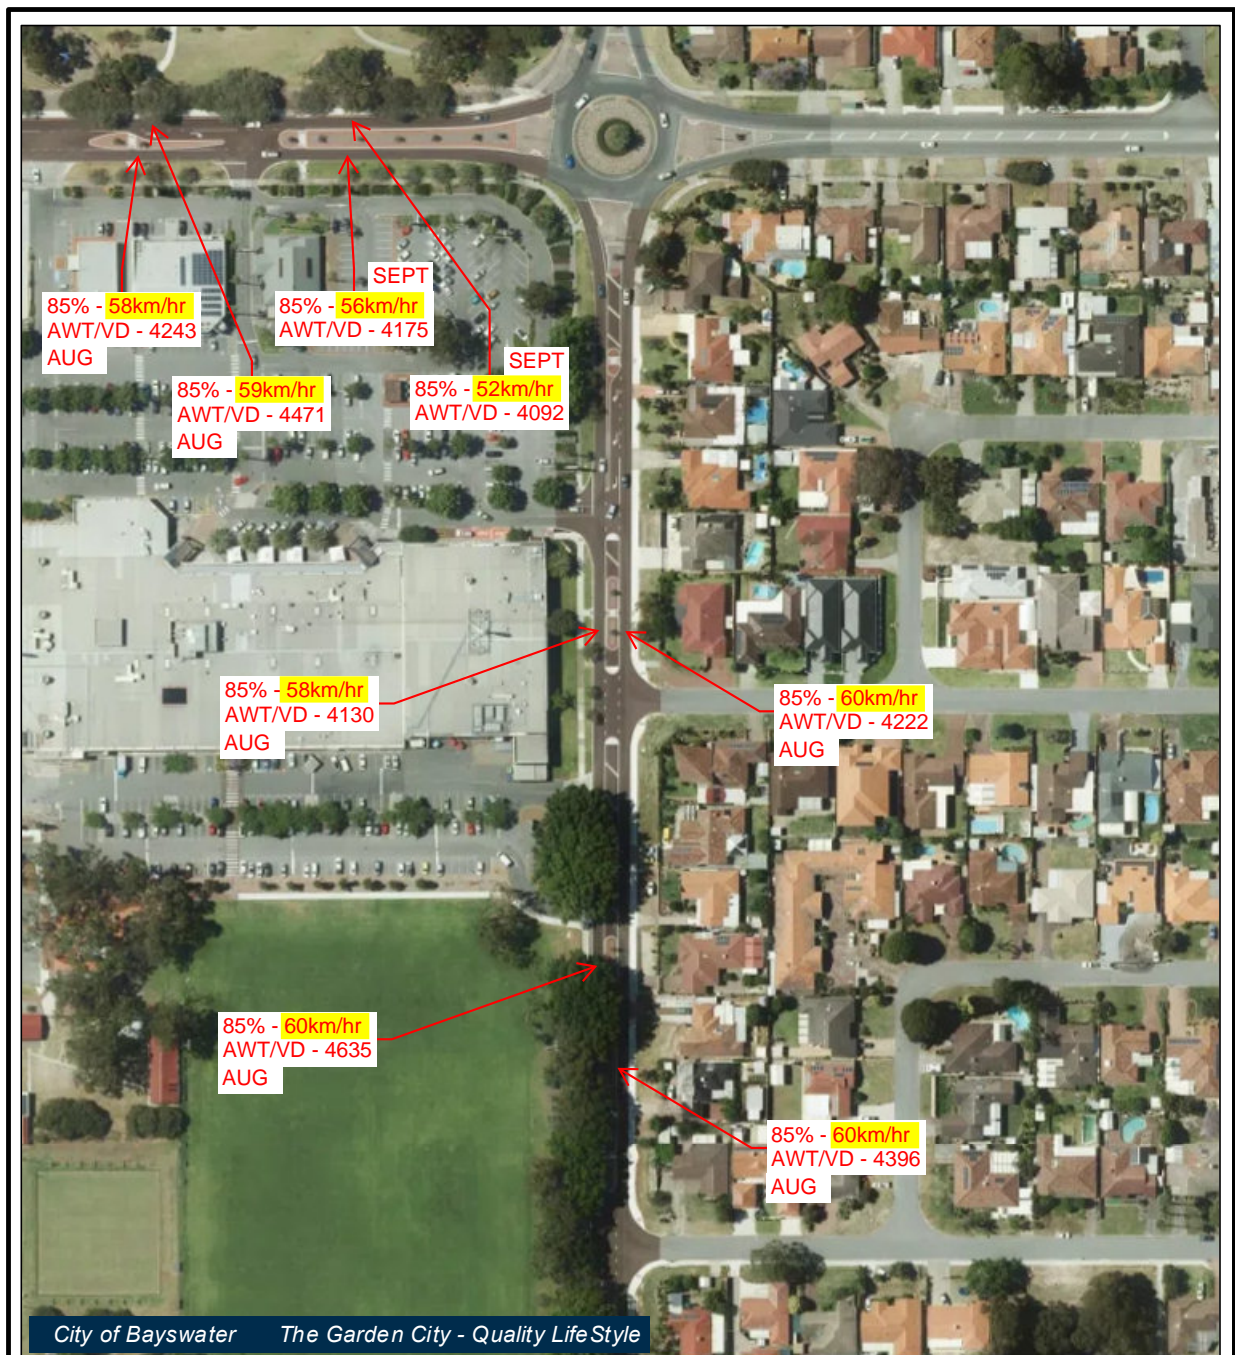 85% - 58km/hr
AWT/VD - 4243
AUG
SEPT
85% - 56km/hr
AWT/VD - 4175
85% - 59km/hr
AWT/VD - 4471
AUG
SEPT
85% - 52km/hr
AWT/VD - 4092
85% - 58km/hr
AWT/VD - 4130
AUG
85% - 60km/hr
AWT/VD - 4222
AUG
85% - 60km/hr
AWT/VD - 4635
AUG
85% - 60km/hr
AWT/VD - 4396
AUG
City of Bayswater The Garden City - Quality LifeStyle